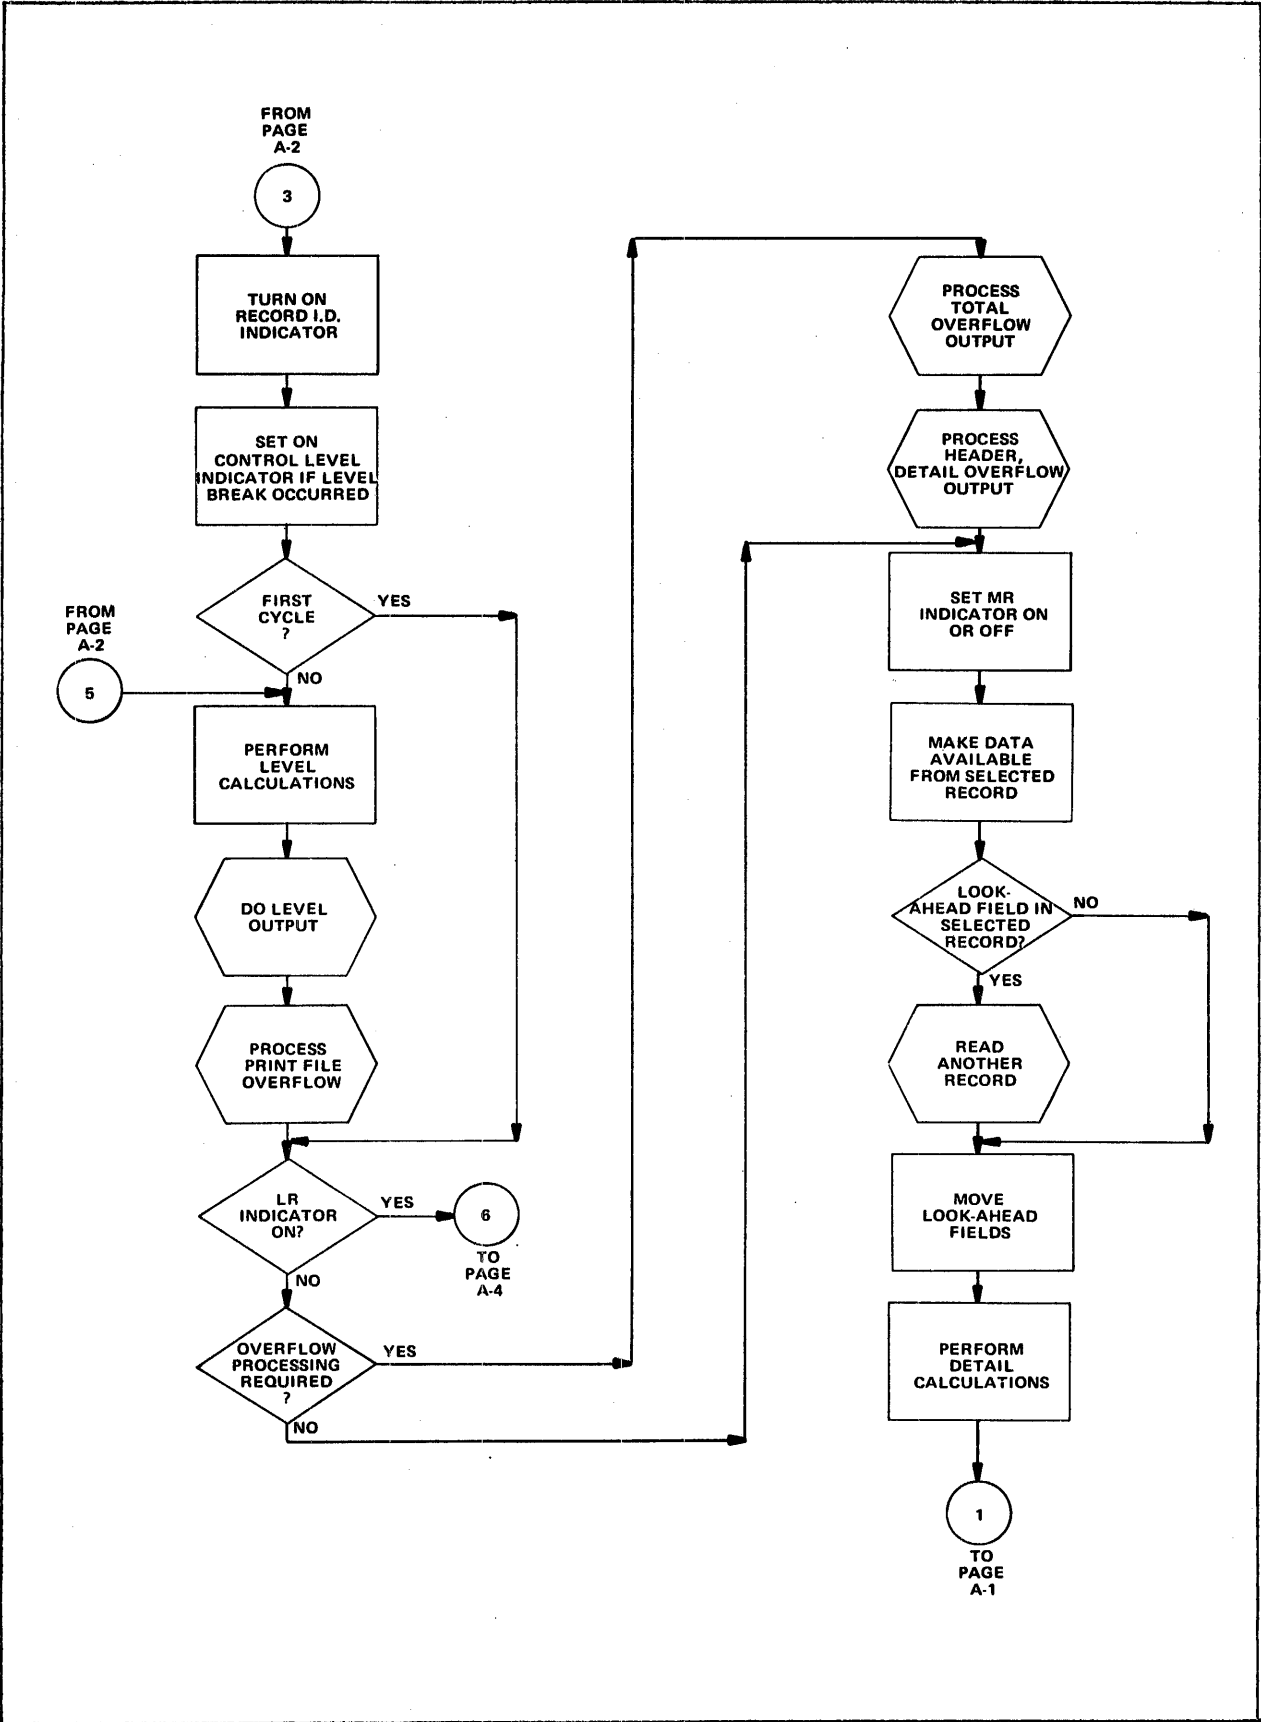 FROM
PAGE
A-2
3
TURN ON
RECORD I.D.
INDICATOR
SET ON
CONTROL LEVEL
INDICATOR IF LEVEL
BREAK OCCURRED
FIRST
CYCLE
?
YES
NO
FROM
PAGE
A-2
5
PERFORM
LEVEL
CALCULATIONS
DO LEVEL
OUTPUT
PROCESS
PRINT FILE
OVERFLOW
LR
INDICATOR
ON?
YES
6
TO
PAGE
A-4
NO
OVERFLOW
PROCESSING
REQUIRED
?
YES
NO
PROCESS
TOTAL
OVERFLOW
OUTPUT
PROCESS
HEADER,
DETAIL OVERFLOW
OUTPUT
SET MR
INDICATOR ON
OR OFF
MAKE DATA
AVAILABLE
FROM SELECTED
RECORD
LOOK-
AHEAD FIELD IN
SELECTED
RECORD?
NO
YES
READ
ANOTHER
RECORD
MOVE
LOOK-AHEAD
FIELDS
PERFORM
DETAIL
CALCULATIONS
1
TO
PAGE
A-1